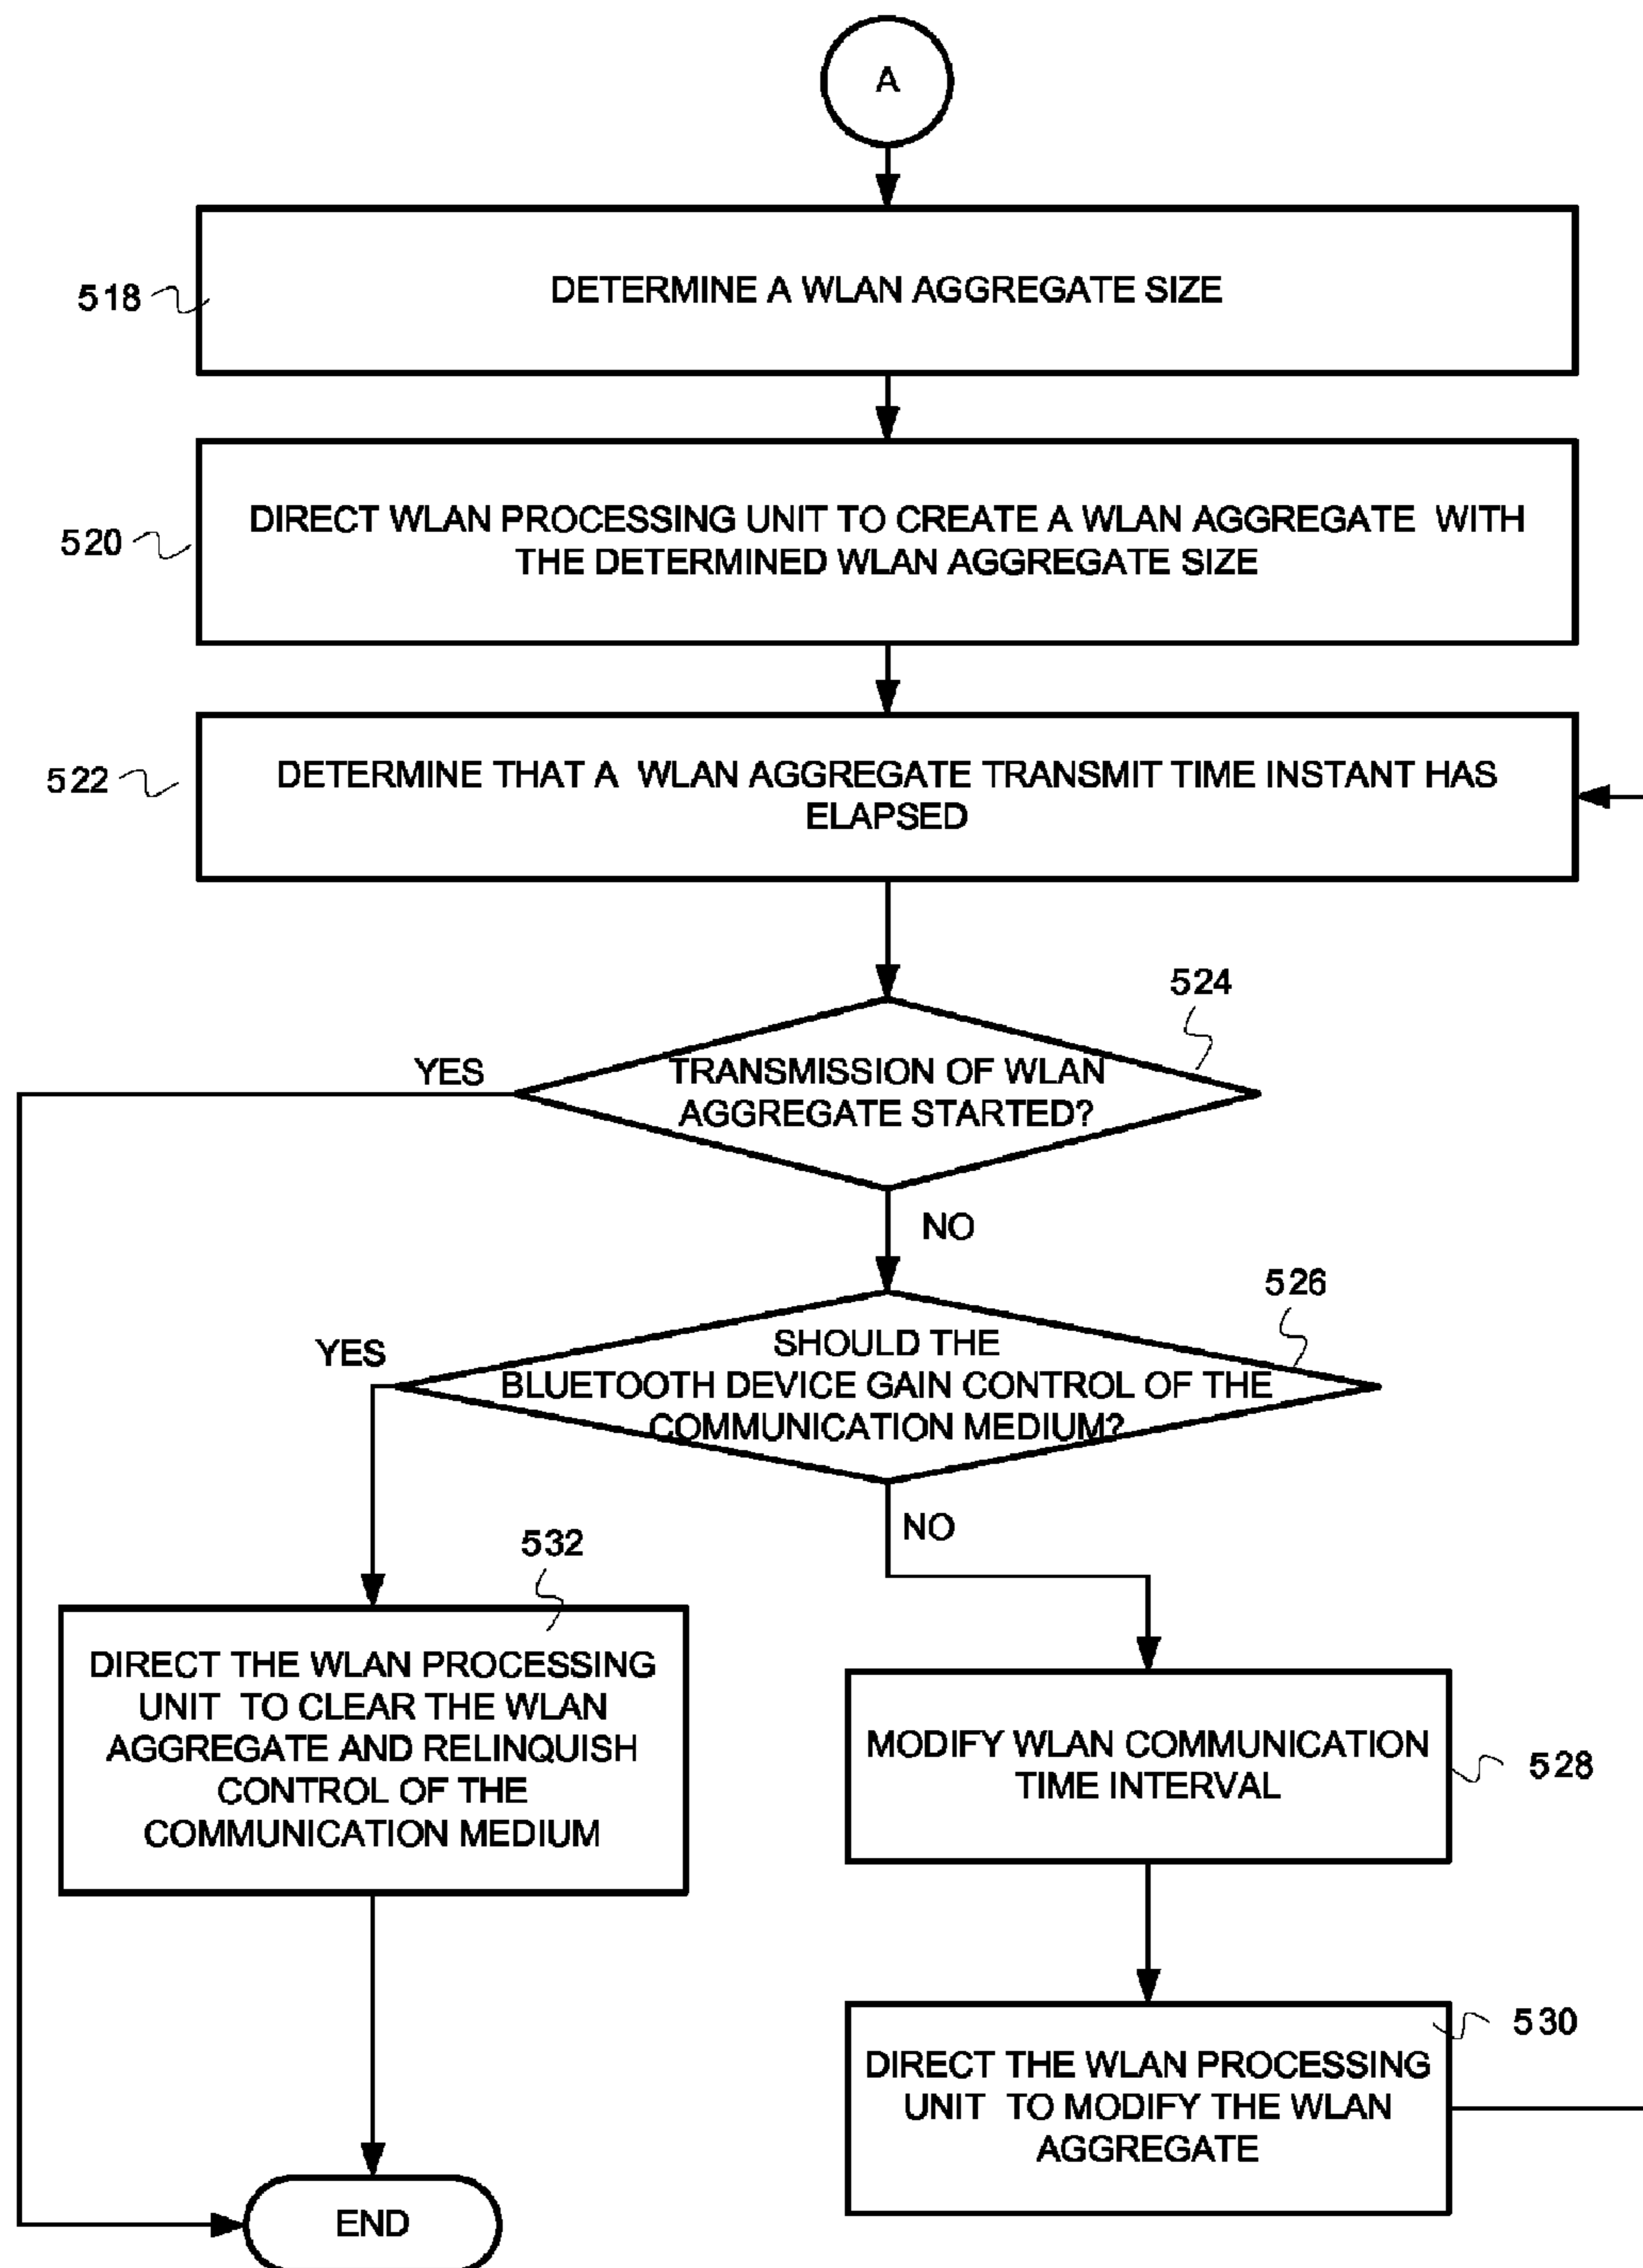 A
518
DETERMINE A WLAN AGGREGATE SIZE
520
DIRECT WLAN PROCESSING UNIT TO CREATE A WLAN AGGREGATE WITH
THE DETERMINED WLAN AGGREGATE SIZE
522
DETERMINE THAT A WLAN AGGREGATE TRANSMIT TIME INSTANT HAS
ELAPSED
524
YES
TRANSMISSION OF WLAN
AGGREGATE STARTED?
NO
526
YES
SHOULD THE
BLUETOOTH DEVICE GAIN CONTROL OF THE
COMMUNICATION MEDIUM?
NO
532
DIRECT THE WLAN PROCESSING
UNIT TO CLEAR THE WLAN
AGGREGATE AND RELINQUISH
CONTROL OF THE
COMMUNICATION MEDIUM
MODIFY WLAN COMMUNICATION
TIME INTERVAL
528
530
DIRECT THE WLAN PROCESSING
UNIT TO MODIFY THE WLAN
AGGREGATE
END